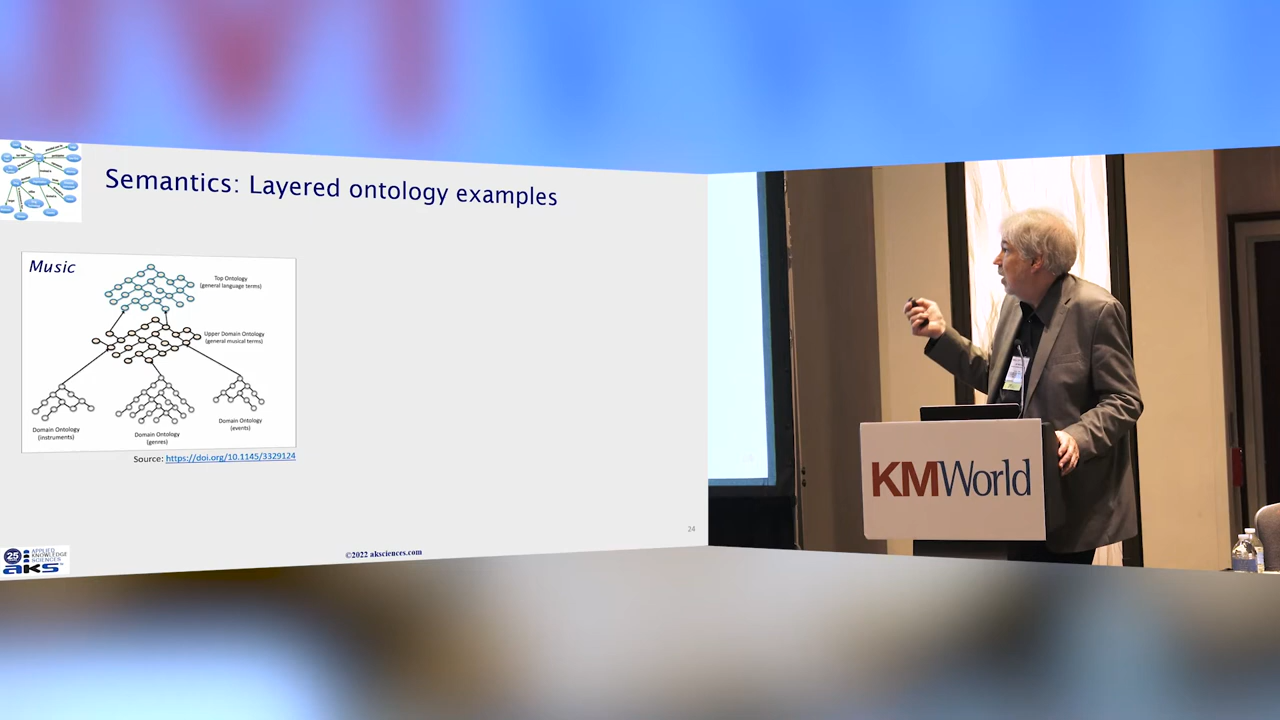 Semantics: Layered ontology examples
Music
Top Ontology
(general language terms)
Upper Domain Ontology
(general musical terms)
Domain Ontology
(instruments)
Domain Ontology
(genres)
Domain Ontology
(events)
Source: https://doi.org/10.1145/3329124
24
25
APPLIED
KNOWLEDGE
SCIENCES
aks
©2022 aksciences.com
KMWorld